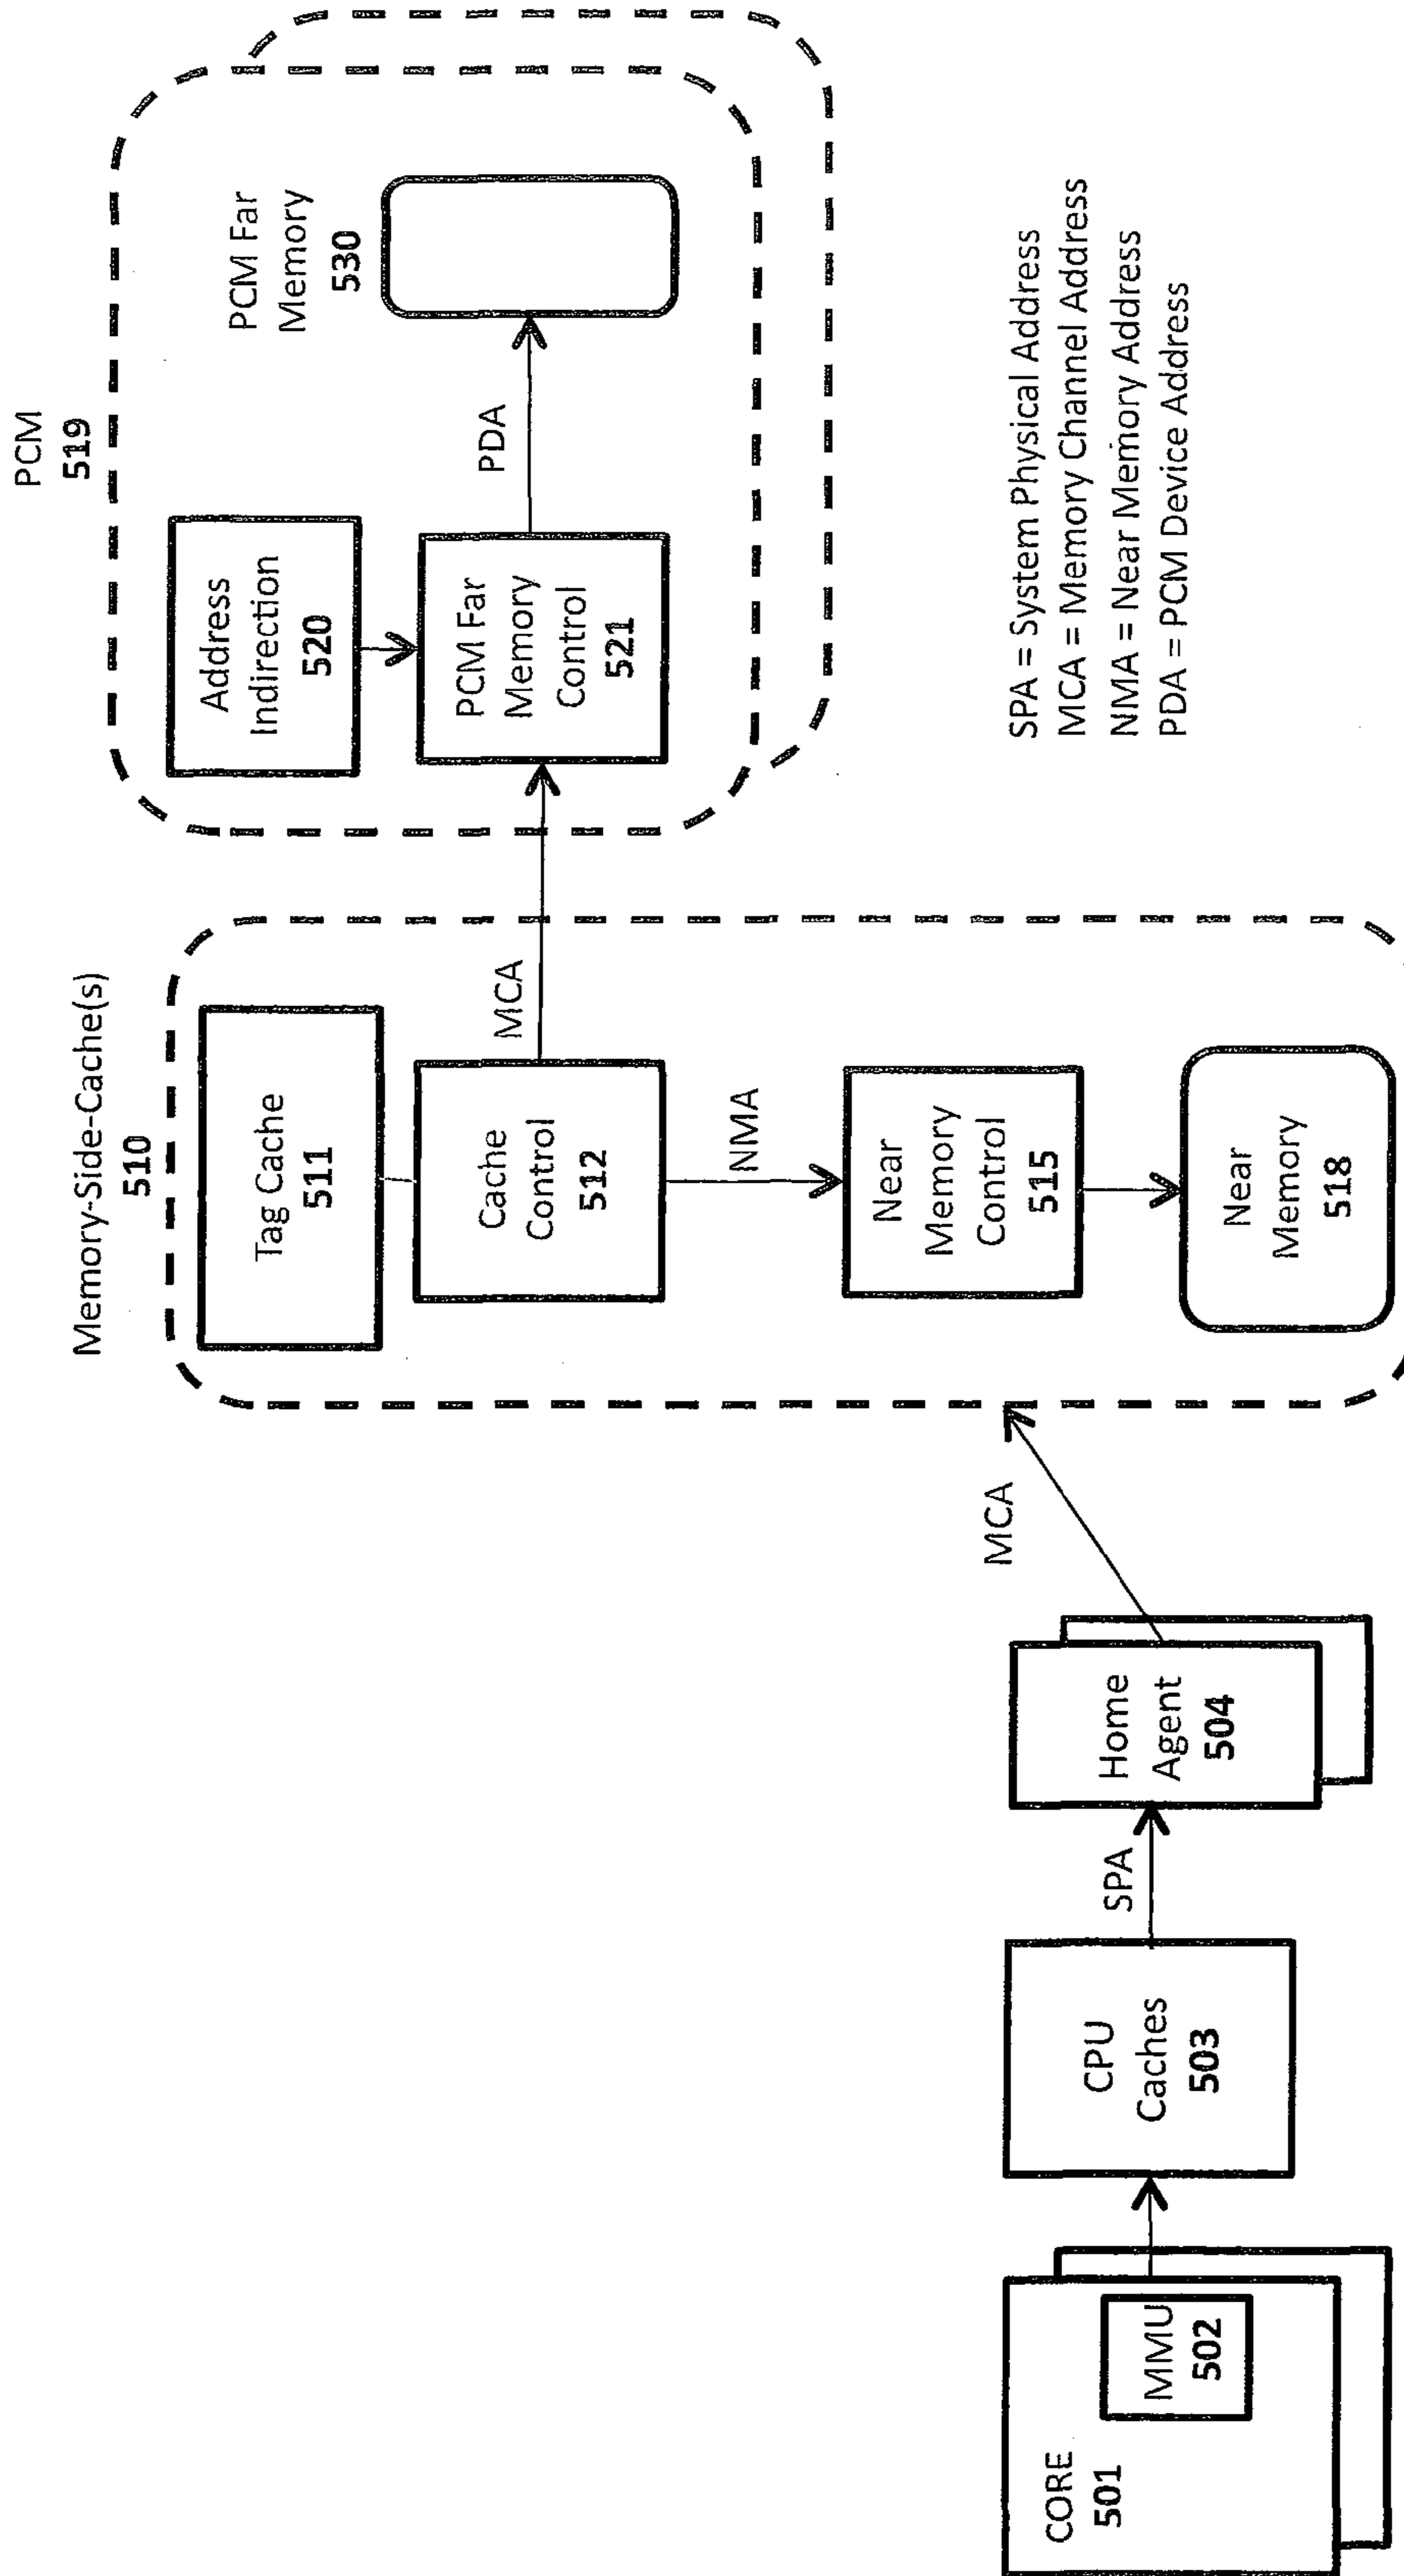 PCM
519
Address
Indirection
520
PCM Far
Memory
Control
521
PDA
PCM Far
Memory
530
Memory-Side-Cache(s)
510
Tag Cache
511
Cache
Control
512
MCA
NMA
Near
Memory
Control
515
Near
Memory
518
MCA
CORE
501
MMU
502
CPU
Caches
503
SPA
Home
Agent
504
SPA = System Physical Address
MCA = Memory Channel Address
NMA = Near Memory Address
PDA = PCM Device Address